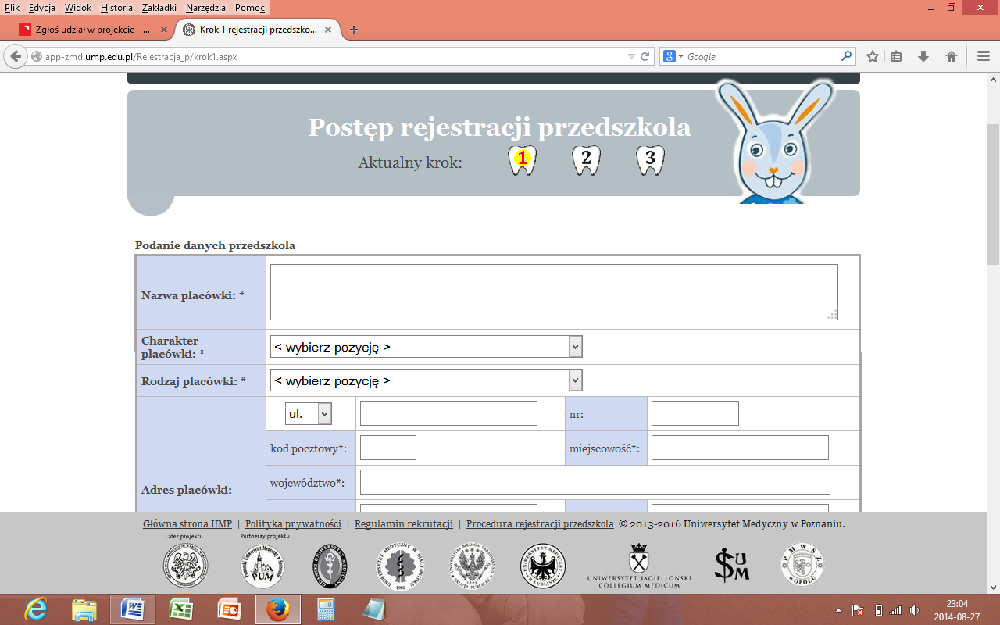 Plik Edycja Widok Historia Zakładki Narzędzia Pomoc
Zgłoś udział w projekcie - ... Krok 1 rejestracji przedszko...
app-zmd.ump.edu.pl/Rejestracja_p/krok1.aspx Google
Postęp rejestracji przedszkola
Aktualny krok: 1 2 3
Podanie danych przedszkola
Nazwa placówki: *
Charakter placówki: * < wybierz pozycję >
Rodzaj placówki: * < wybierz pozycję >
ul. nr:
kod pocztowy*: miejscowość*:
województwo*:
Adres placówki:
Główna strona UMP | Polityka prywatności | Regulamin rekrutacji | Procedura rejestracji przedszkola © 2013-2016 Uniwersytet Medyczny w Poznaniu.
Lider projektu Partnerzy projektu
PUM
UNIWERSYTET JAGIELLOŃSKI
COLLEGIUM MEDICUM
23:04
2014-08-27